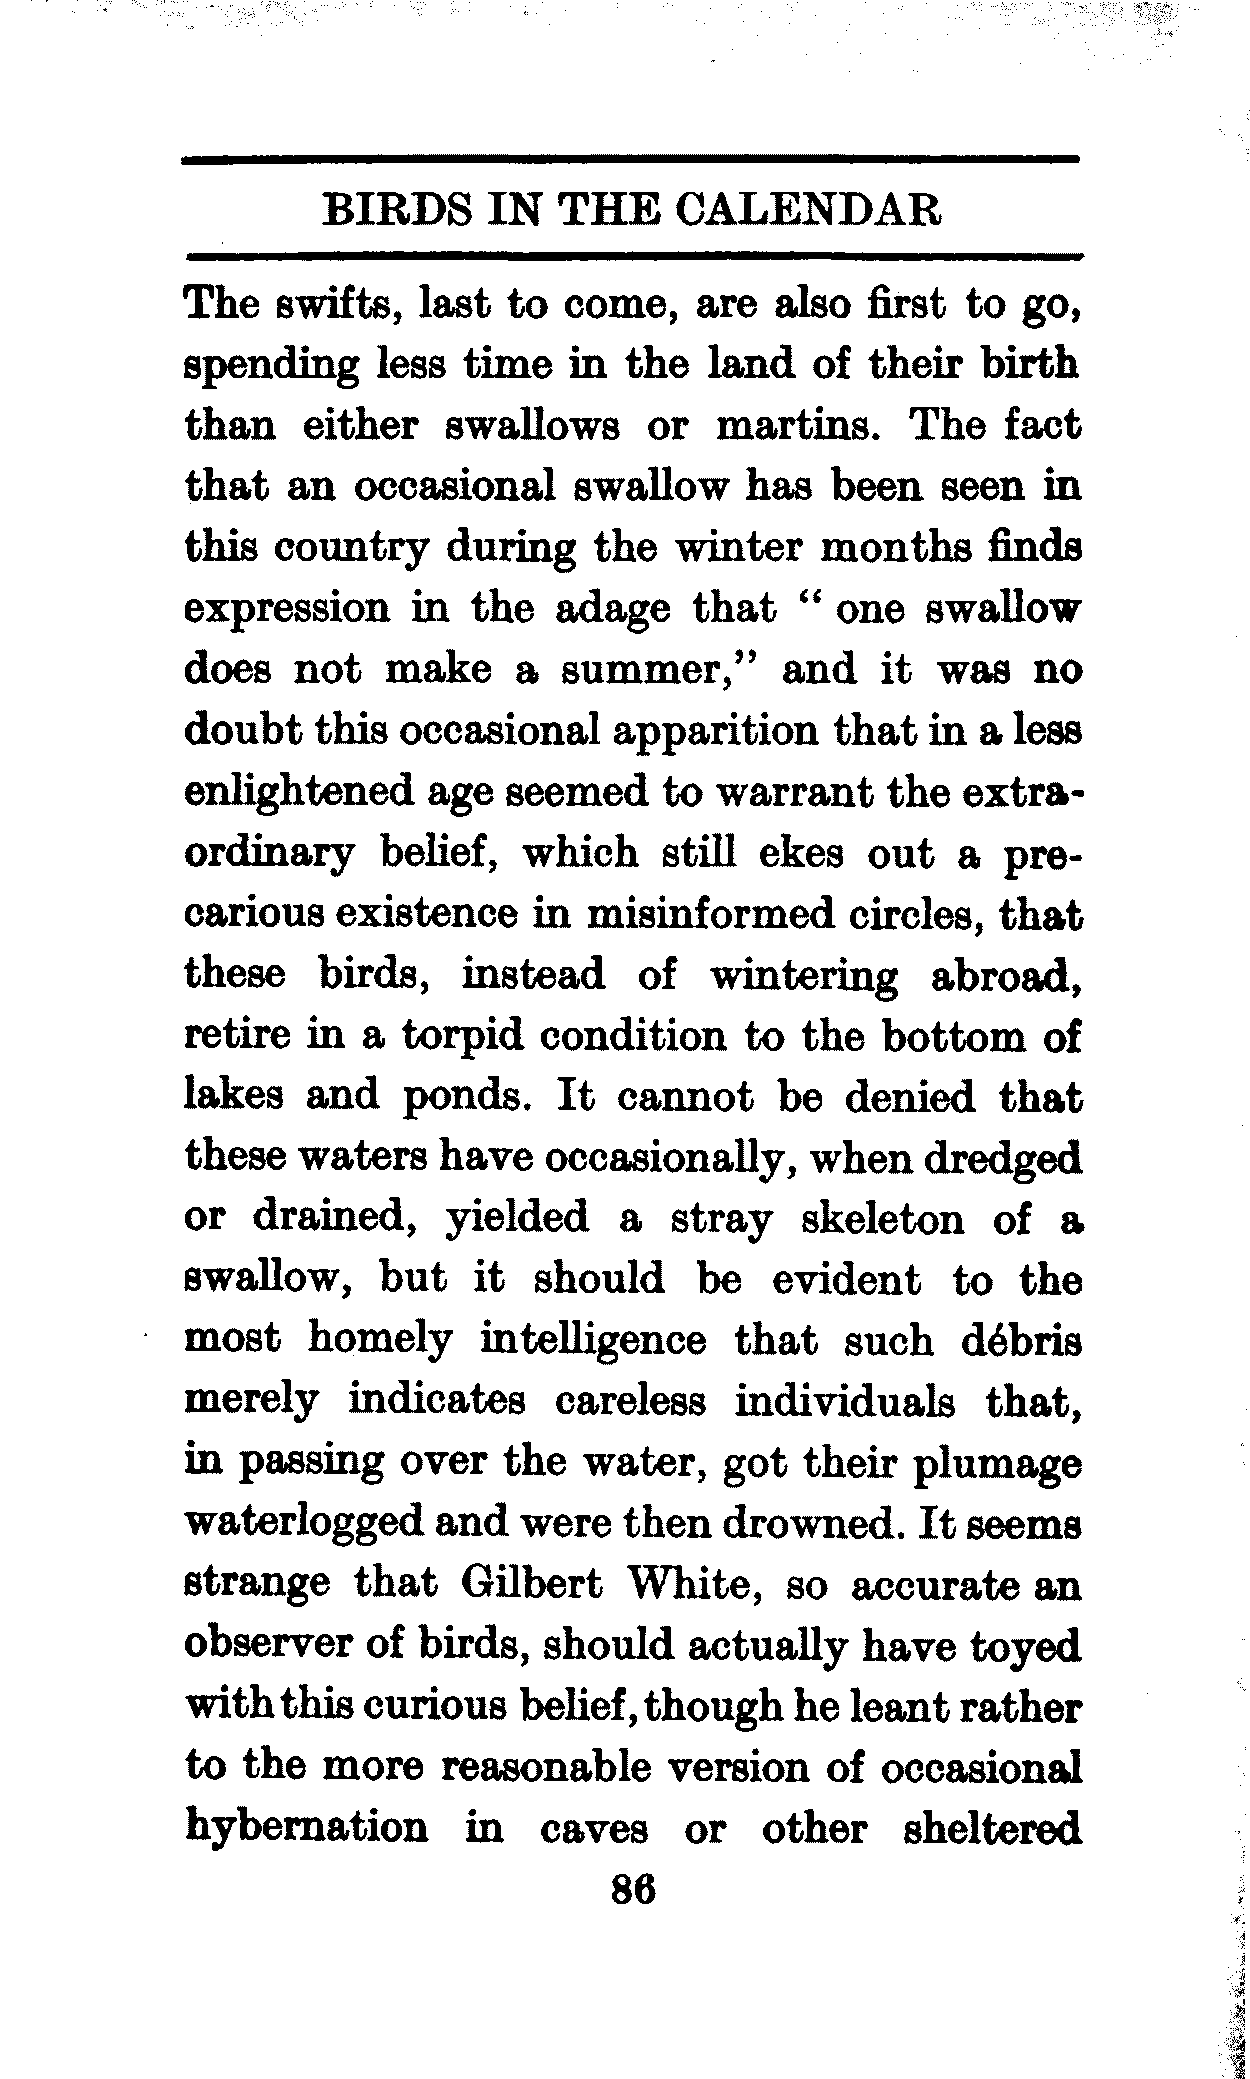 BIRDS IN THE CALENDAR
The swifts, last to come, are also first to go,
spending less time in the land of their birth
than either swallows or martins. The fact
that an occasional swallow has been seen in
this country during the winter months finds
expression in the adage that “ one swallow
does not make a summer,” and it was no
doubt this occasional apparition that in a less
enlightened age seemed to warrant the extra-
ordinary belief, which still ekes out a pre-
carious existence in misinformed circles, that
these birds, instead of wintering abroad,
retire in a torpid condition to the bottom of
lakes and ponds. It cannot be denied that
these waters have occasionally, when dredged
or drained, yielded a stray skeleton of a
swallow, but it should be evident to the
most homely intelligence that such débris
merely indicates careless individuals that,
in passing over the water, got their plumage
waterlogged and were then drowned. It seems
strange that Gilbert White, so accurate an
observer of birds, should actually have toyed
with this curious belief, though he leant rather
to the more reasonable version of occasional
hybernation in caves or other sheltered
86